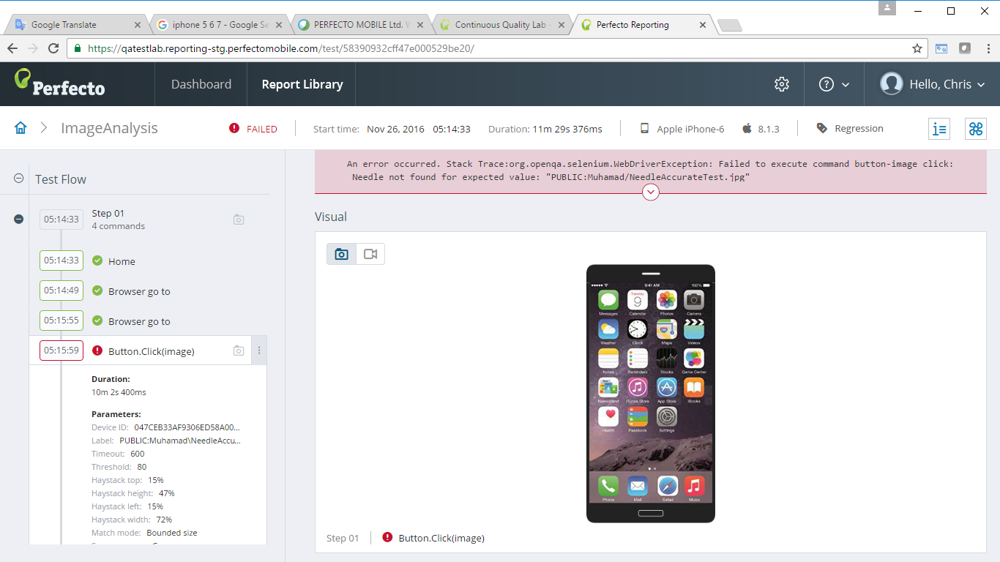 Google Translate
iphone 5 6 7 - Google Se
PERFECTO MOBILE Ltd. W
Continuous Quality Lab -
Perfecto Reporting
https://qatestlab.reporting-stg.perfectomobile.com/test/58390932cff47e000529be20/
Perfecto
Dashboard
Report Library
Hello, Chris
ImageAnalysis
FAILED
Start time: Nov 26, 2016 05:14:33
Duration: 11m 29s 376ms
Apple iPhone-6
8.1.3
Regression
An error occurred. Stack Trace:org.openqa.selenium.WebDriverException: Failed to execute command button-image click:
Needle not found for expected value: "PUBLIC:Muhamad/NeedleAccurateTest.jpg"
Test Flow
05:14:33 Step 01
4 commands
05:14:33 Home
05:14:49 Browser go to
05:15:55 Browser go to
05:15:59 Button.Click(image)
Duration:
10m 2s 400ms
Parameters:
Device ID: 047CEB33AF9306ED58A00...
Label: PUBLIC:Muhamad\NeedleAccu...
Timeout: 600
Threshold: 80
Haystack top: 15%
Haystack height: 47%
Haystack left: 15%
Haystack width: 72%
Match mode: Bounded size
Visual
9:41 AM 100%
Tuesday
9
Messages Calendar Photos Camera
Weather Clock Maps Videos
Notes Reminders Stocks Game Center
Newsstand iTunes Store App Store iBooks
Health Passbook Settings
Phone Mail Safari Music
Step 01 Button.Click(image)